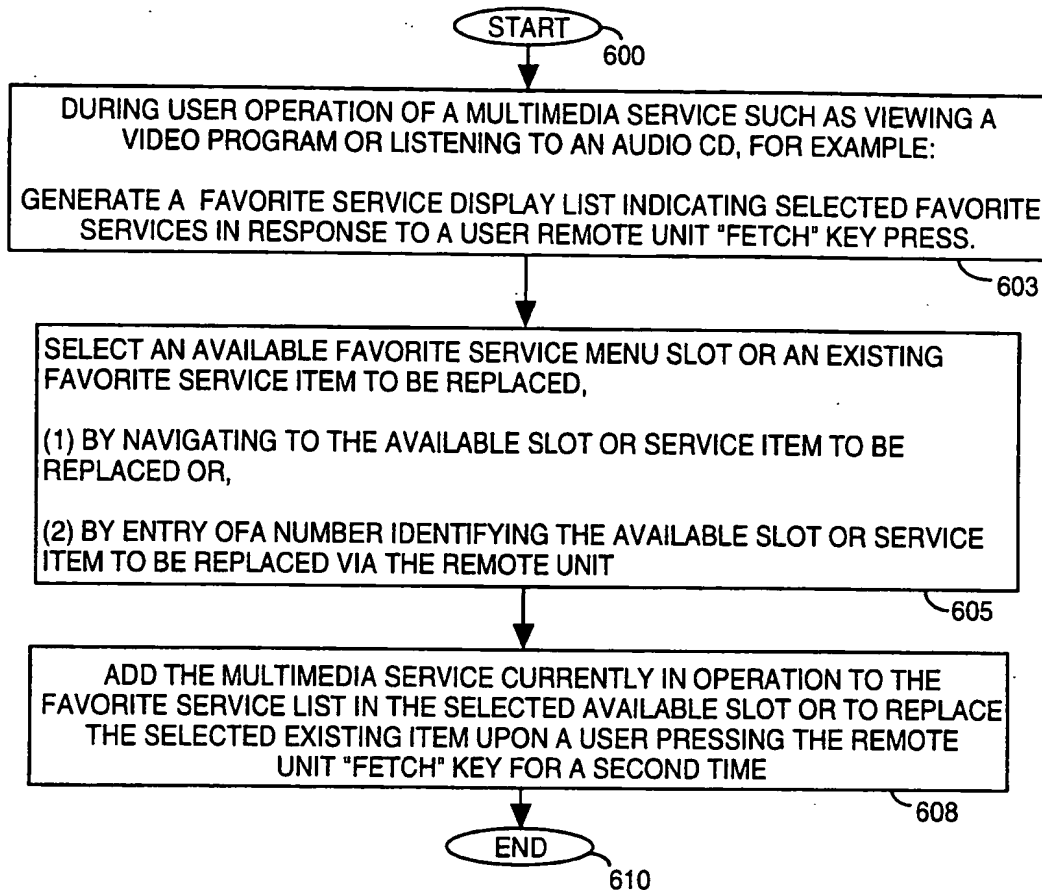 START
600
DURING USER OPERATION OF A MULTIMEDIA SERVICE SUCH AS VIEWING A
VIDEO PROGRAM OR LISTENING TO AN AUDIO CD, FOR EXAMPLE:
GENERATE A FAVORITE SERVICE DISPLAY LIST INDICATING SELECTED FAVORITE
SERVICES IN RESPONSE TO A USER REMOTE UNIT "FETCH" KEY PRESS.
603
SELECT AN AVAILABLE FAVORITE SERVICE MENU SLOT OR AN EXISTING
FAVORITE SERVICE ITEM TO BE REPLACED,
(1) BY NAVIGATING TO THE AVAILABLE SLOT OR SERVICE ITEM TO BE
REPLACED OR,
(2) BY ENTRY OFA NUMBER IDENTIFYING THE AVAILABLE SLOT OR SERVICE
ITEM TO BE REPLACED VIA THE REMOTE UNIT
605
ADD THE MULTIMEDIA SERVICE CURRENTLY IN OPERATION TO THE
FAVORITE SERVICE LIST IN THE SELECTED AVAILABLE SLOT OR TO REPLACE
THE SELECTED EXISTING ITEM UPON A USER PRESSING THE REMOTE
UNIT "FETCH" KEY FOR A SECOND TIME
608
END
610